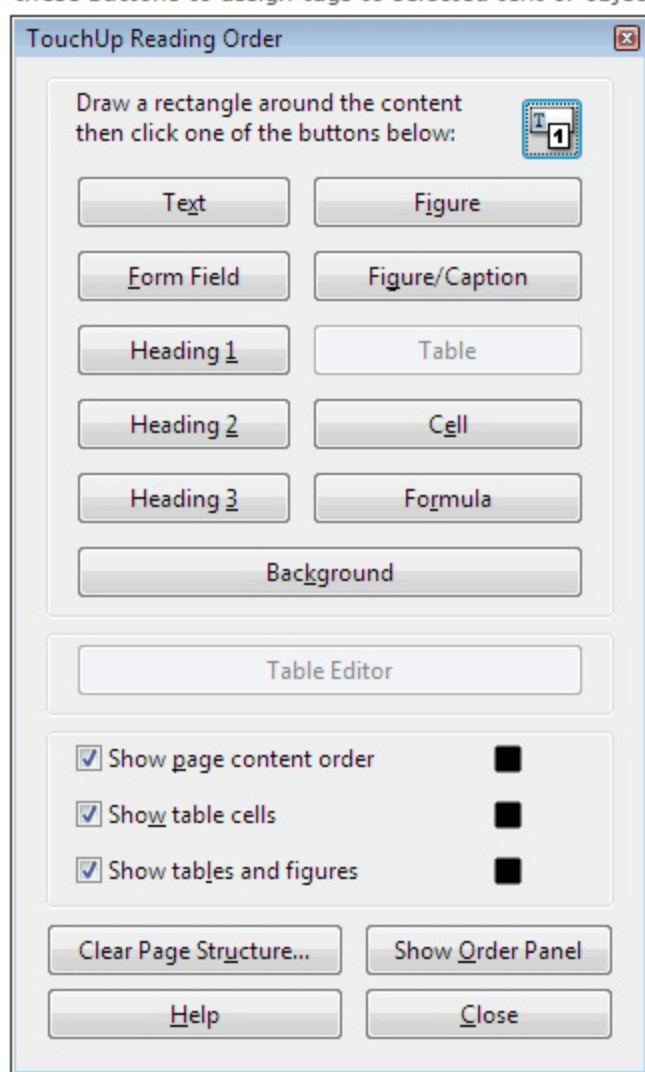 TouchUp Reading Order
Draw a rectangle around the content
then click one of the buttons below:
T
1
Text
Figure
Form Field
Figure/Caption
Heading 1
Table
Heading 2
Cell
Heading 3
Formula
Background
Table Editor
Show page content order
Show table cells
Show tables and figures
Clear Page Structure...
Show Order Panel
Help
Close